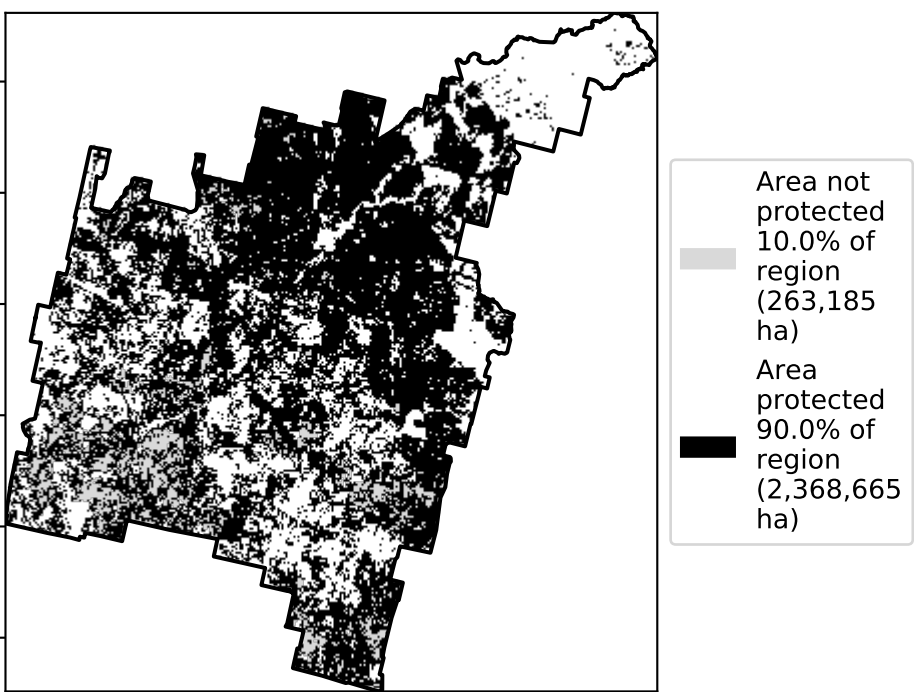 Area not
protected
10.0% of
region
(263,185
ha)
Area
protected
90.0% of
region
(2,368,665
ha)